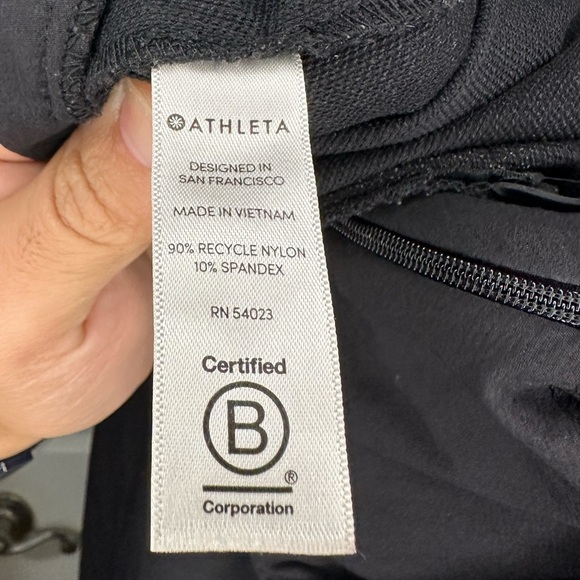 ATHLETA
DESIGNED IN
SAN FRANCISCO
MADE IN VIETNAM
90% RECYCLE NYLON
10% SPANDEX
RN 54023
Certified
B
®
Corporation